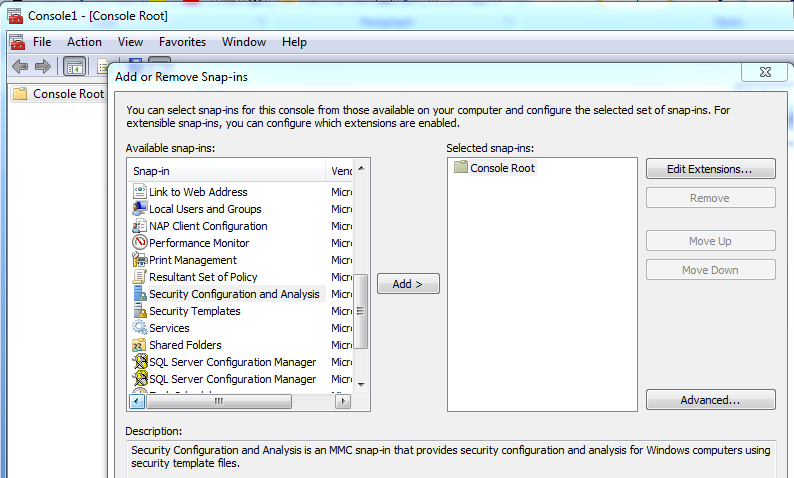 Console1 - [Console Root]
File Action View Favorites Window Help
Console Root
Add or Remove Snap-ins
You can select snap-ins for this console from those available on your computer and configure the selected set of snap-ins. For
extensible snap-ins, you can configure which extensions are enabled.
Available snap-ins:
Snap-in Venc
Link to Web Address Micr
Local Users and Groups Micr
NAP Client Configuration Micr
Performance Monitor Micr
Print Management Micr
Resultant Set of Policy Micr
Security Configuration and Analysis Micr
Security Templates Micr
Services Micr
Shared Folders Micr
SQL Server Configuration Manager Micr
SQL Server Configuration Manager Micr
Add >
Selected snap-ins:
Console Root
Edit Extensions...
Remove
Move Up
Move Down
Advanced...
Description:
Security Configuration and Analysis is an MMC snap-in that provides security configuration and analysis for Windows computers using
security template files.